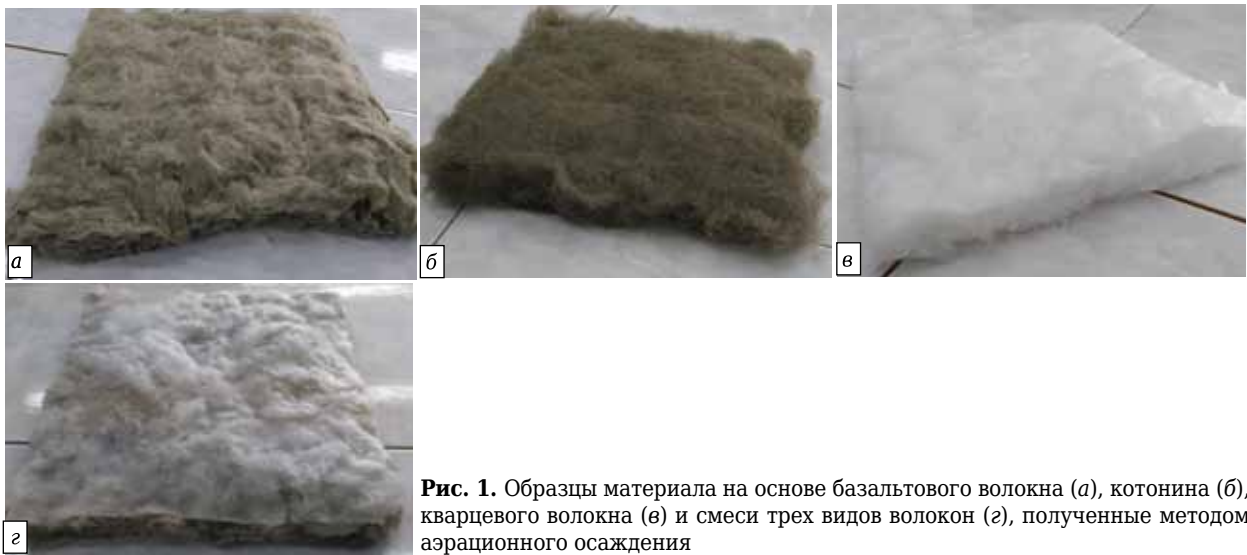 а
б
в
г
Рис. 1. Образцы материала на основе базальтового волокна (а), котонина (б),
кварцевого волокна (в) и смеси трех видов волокон (г), полученные методом
аэрационного осаждения